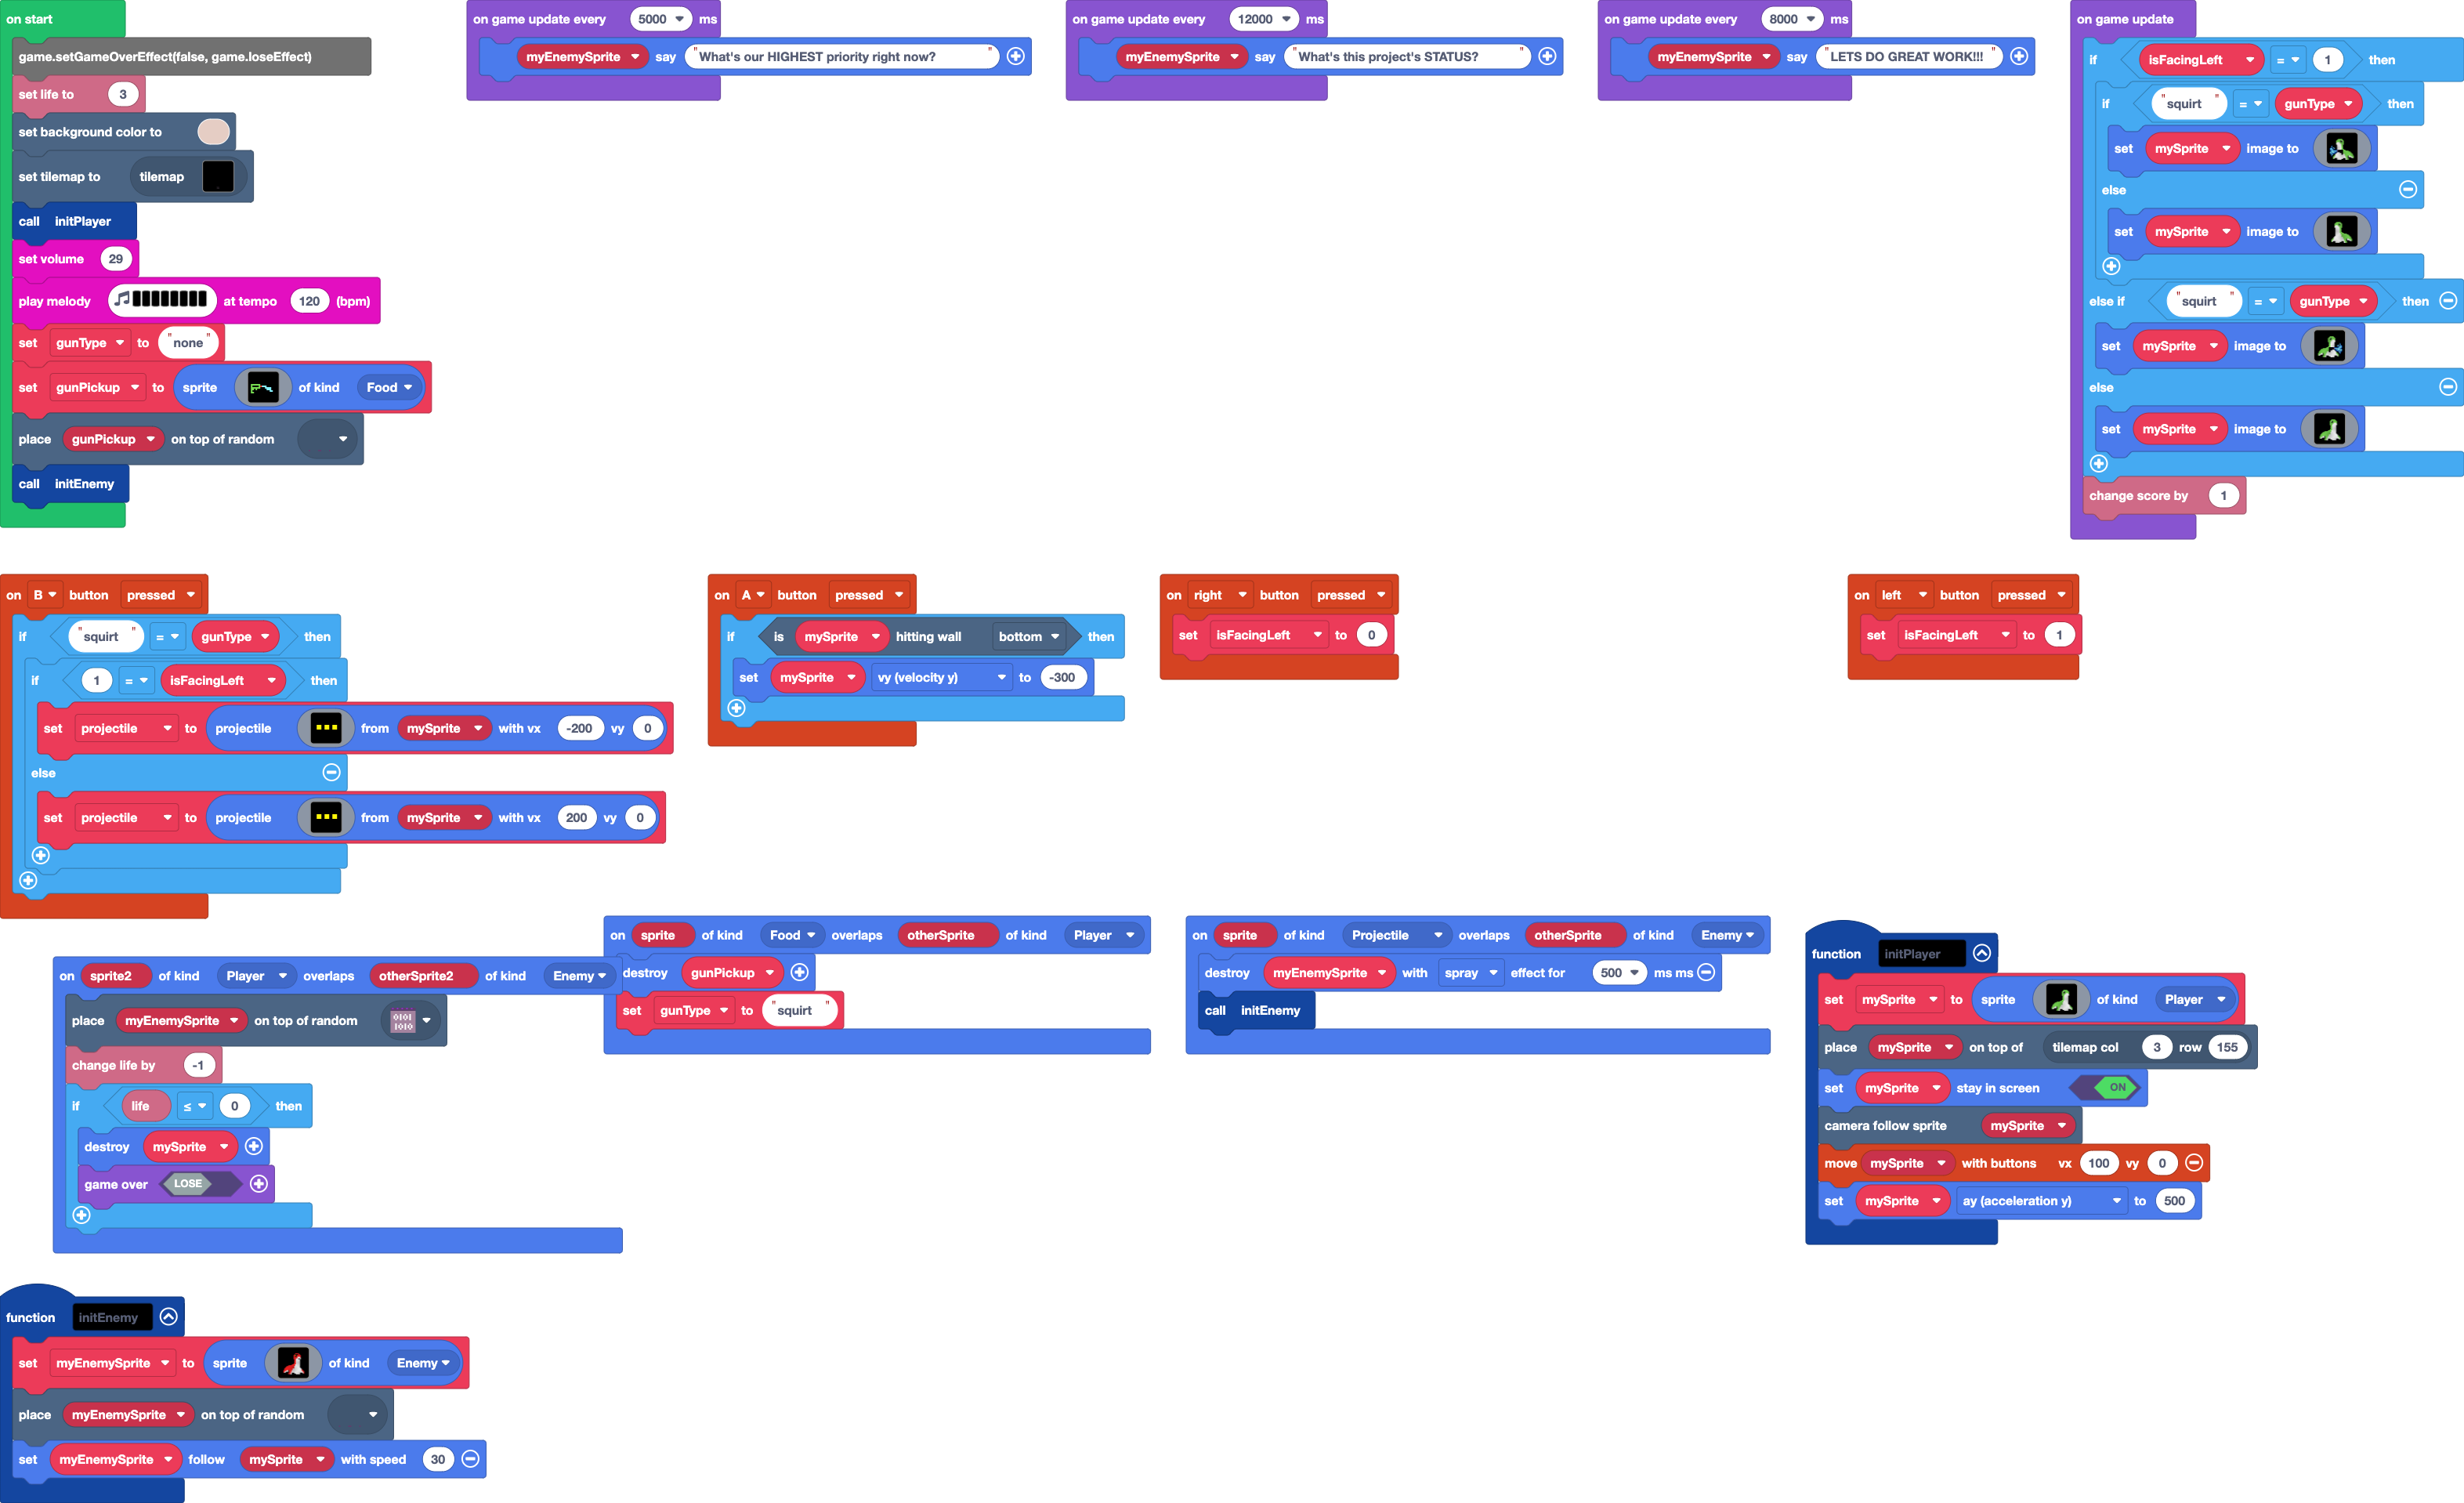 on start
game.setGameOverEffect(false, game.loseEffect)
set life to 3
set background color to
set tilemap to tilemap
call initPlayer
set volume 29
play melody at tempo 120 (bpm)
set gunType to "none"
set gunPickup to sprite of kind Food
place gunPickup on top of random
call initEnemy
on game update every 5000 ms
myEnemySprite say "What's our HIGHEST priority right now? "
on game update every 12000 ms
myEnemySprite say "What's this project's STATUS? "
on game update every 8000 ms
myEnemySprite say "LETS DO GREAT WORK!!! "
on game update
if isFacingLeft = 1 then
if "squirt " = gunType then
set mySprite image to
else
set mySprite image to
else if "squirt " = gunType then
set mySprite image to
else
set mySprite image to
change score by 1
on B button pressed
if "squirt " = gunType then
if 1 = isFacingLeft then
set projectile to projectile from mySprite with vx -200 vy 0
else
set projectile to projectile from mySprite with vx 200 vy 0
on A button pressed
if is mySprite hitting wall bottom then
set mySprite vy (velocity y) to -300
on right button pressed
set isFacingLeft to 0
on left button pressed
set isFacingLeft to 1
on sprite2 of kind Player overlaps otherSprite2 of kind Enemy
place myEnemySprite on top of random
change life by -1
if life ≤ 0 then
destroy mySprite
game over LOSE
on sprite of kind Food overlaps otherSprite of kind Player
destroy gunPickup
set gunType to "squirt "
on sprite of kind Projectile overlaps otherSprite of kind Enemy
destroy myEnemySprite with spray effect for 500 ms ms
call initEnemy
function initPlayer
set mySprite to sprite of kind Player
place mySprite on top of tilemap col 3 row 155
set mySprite stay in screen ON
camera follow sprite mySprite
move mySprite with buttons vx 100 vy 0
set mySprite ay (acceleration y) to 500
function initEnemy
set myEnemySprite to sprite of kind Enemy
place myEnemySprite on top of random
set myEnemySprite follow mySprite with speed 30